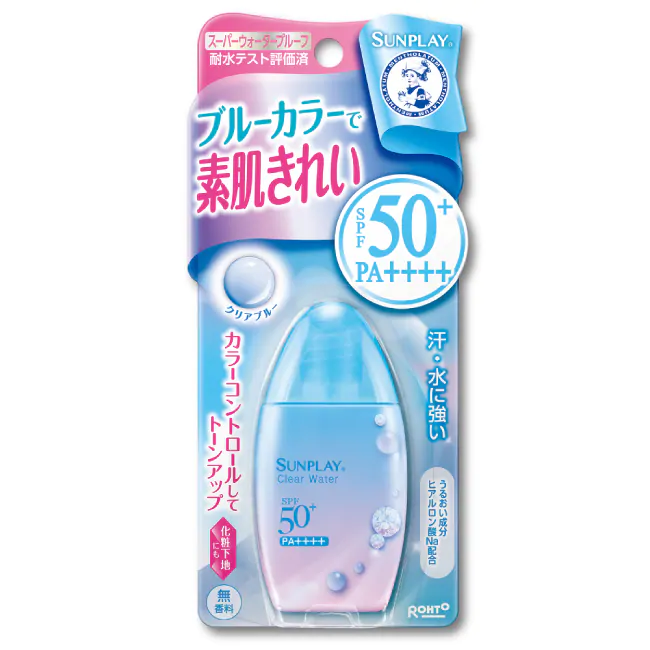 スーパーウォータープルーフ
耐水テスト評価済
SUNPLAY®
MENTHOLATUM • MENTHOLATUM • MENTHOLATUM
ブルーカラーで
素肌きれい
SPF 50+
PA++++
クリアブルー
カラーコントロールして
トーンアップ
化粧下地
にも
無
香料
汗・水に強い
うるおい成分
ヒアルロン酸Na配合
SUNPLAY®
Clear Water
SPF
50+
PA++++
ROHTO